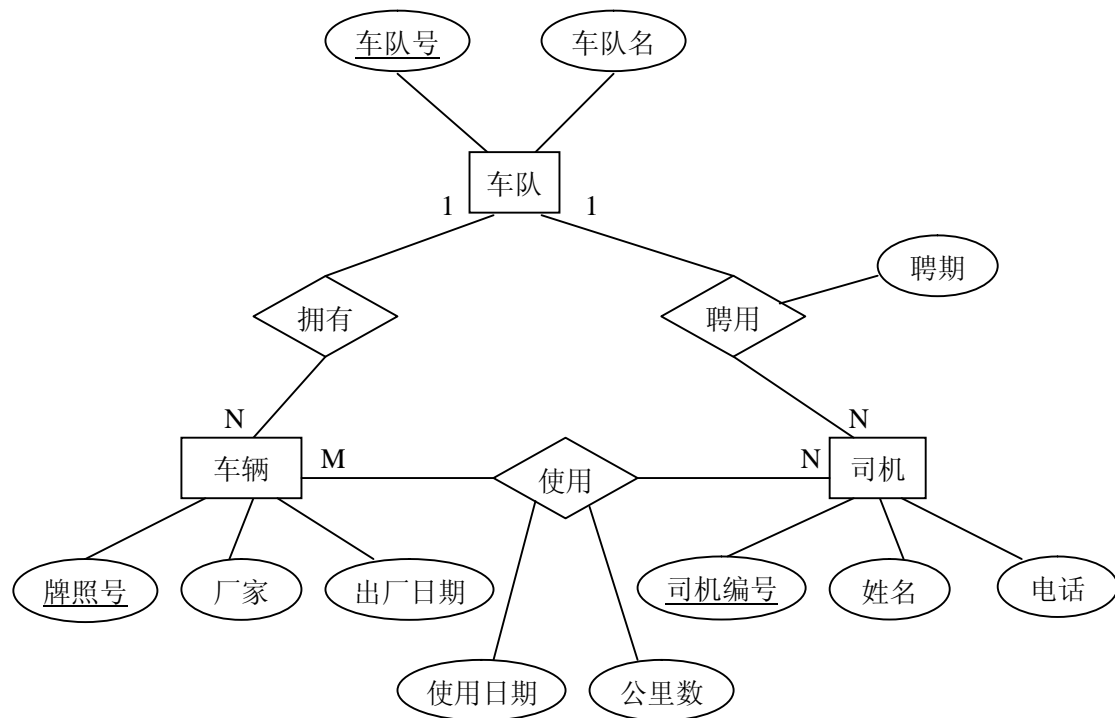 车队号
车队名
车队
1
1
聘期
拥有
聘用
N
N
车辆
M
使用
N
司机
牌照号
厂家
出厂日期
司机编号
姓名
电话
使用日期
公里数